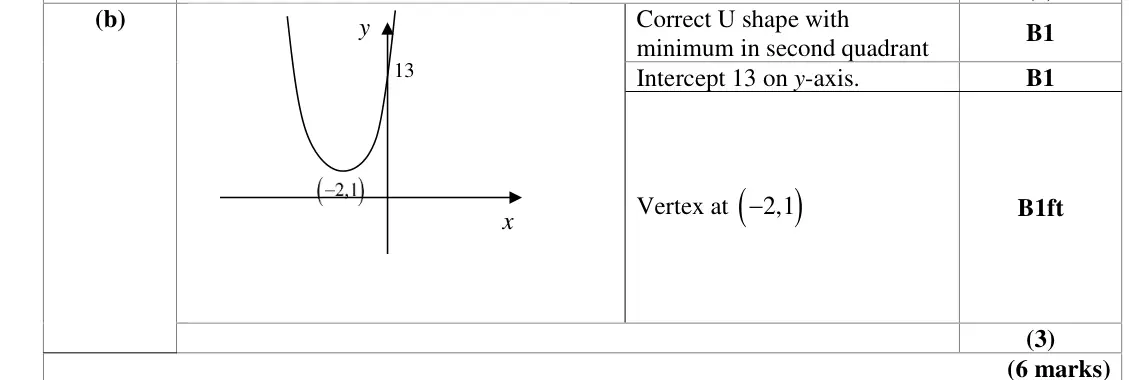 (b)
y
13
(−2,1)
x
Correct U shape with
minimum in second quadrant
B1
Intercept 13 on y-axis.
B1
Vertex at (−2,1)
B1ft
(3)
(6 marks)